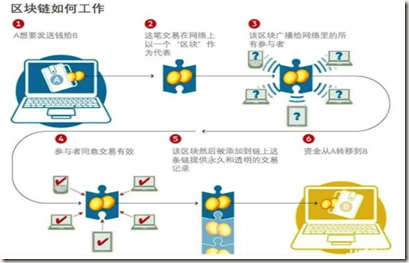 区块链如何工作
1
A想要发送钱给B
2
这笔交易在网络上
以一个“区块”作
为代表
3
该区块广播给网络里的所
有参与者
A
?
?
?
?
?
4
参与者同意交易有效
5
该区块然后被添加到链上这
条链提供永久和透明的交易
记录
6
资金从A转移到B
B